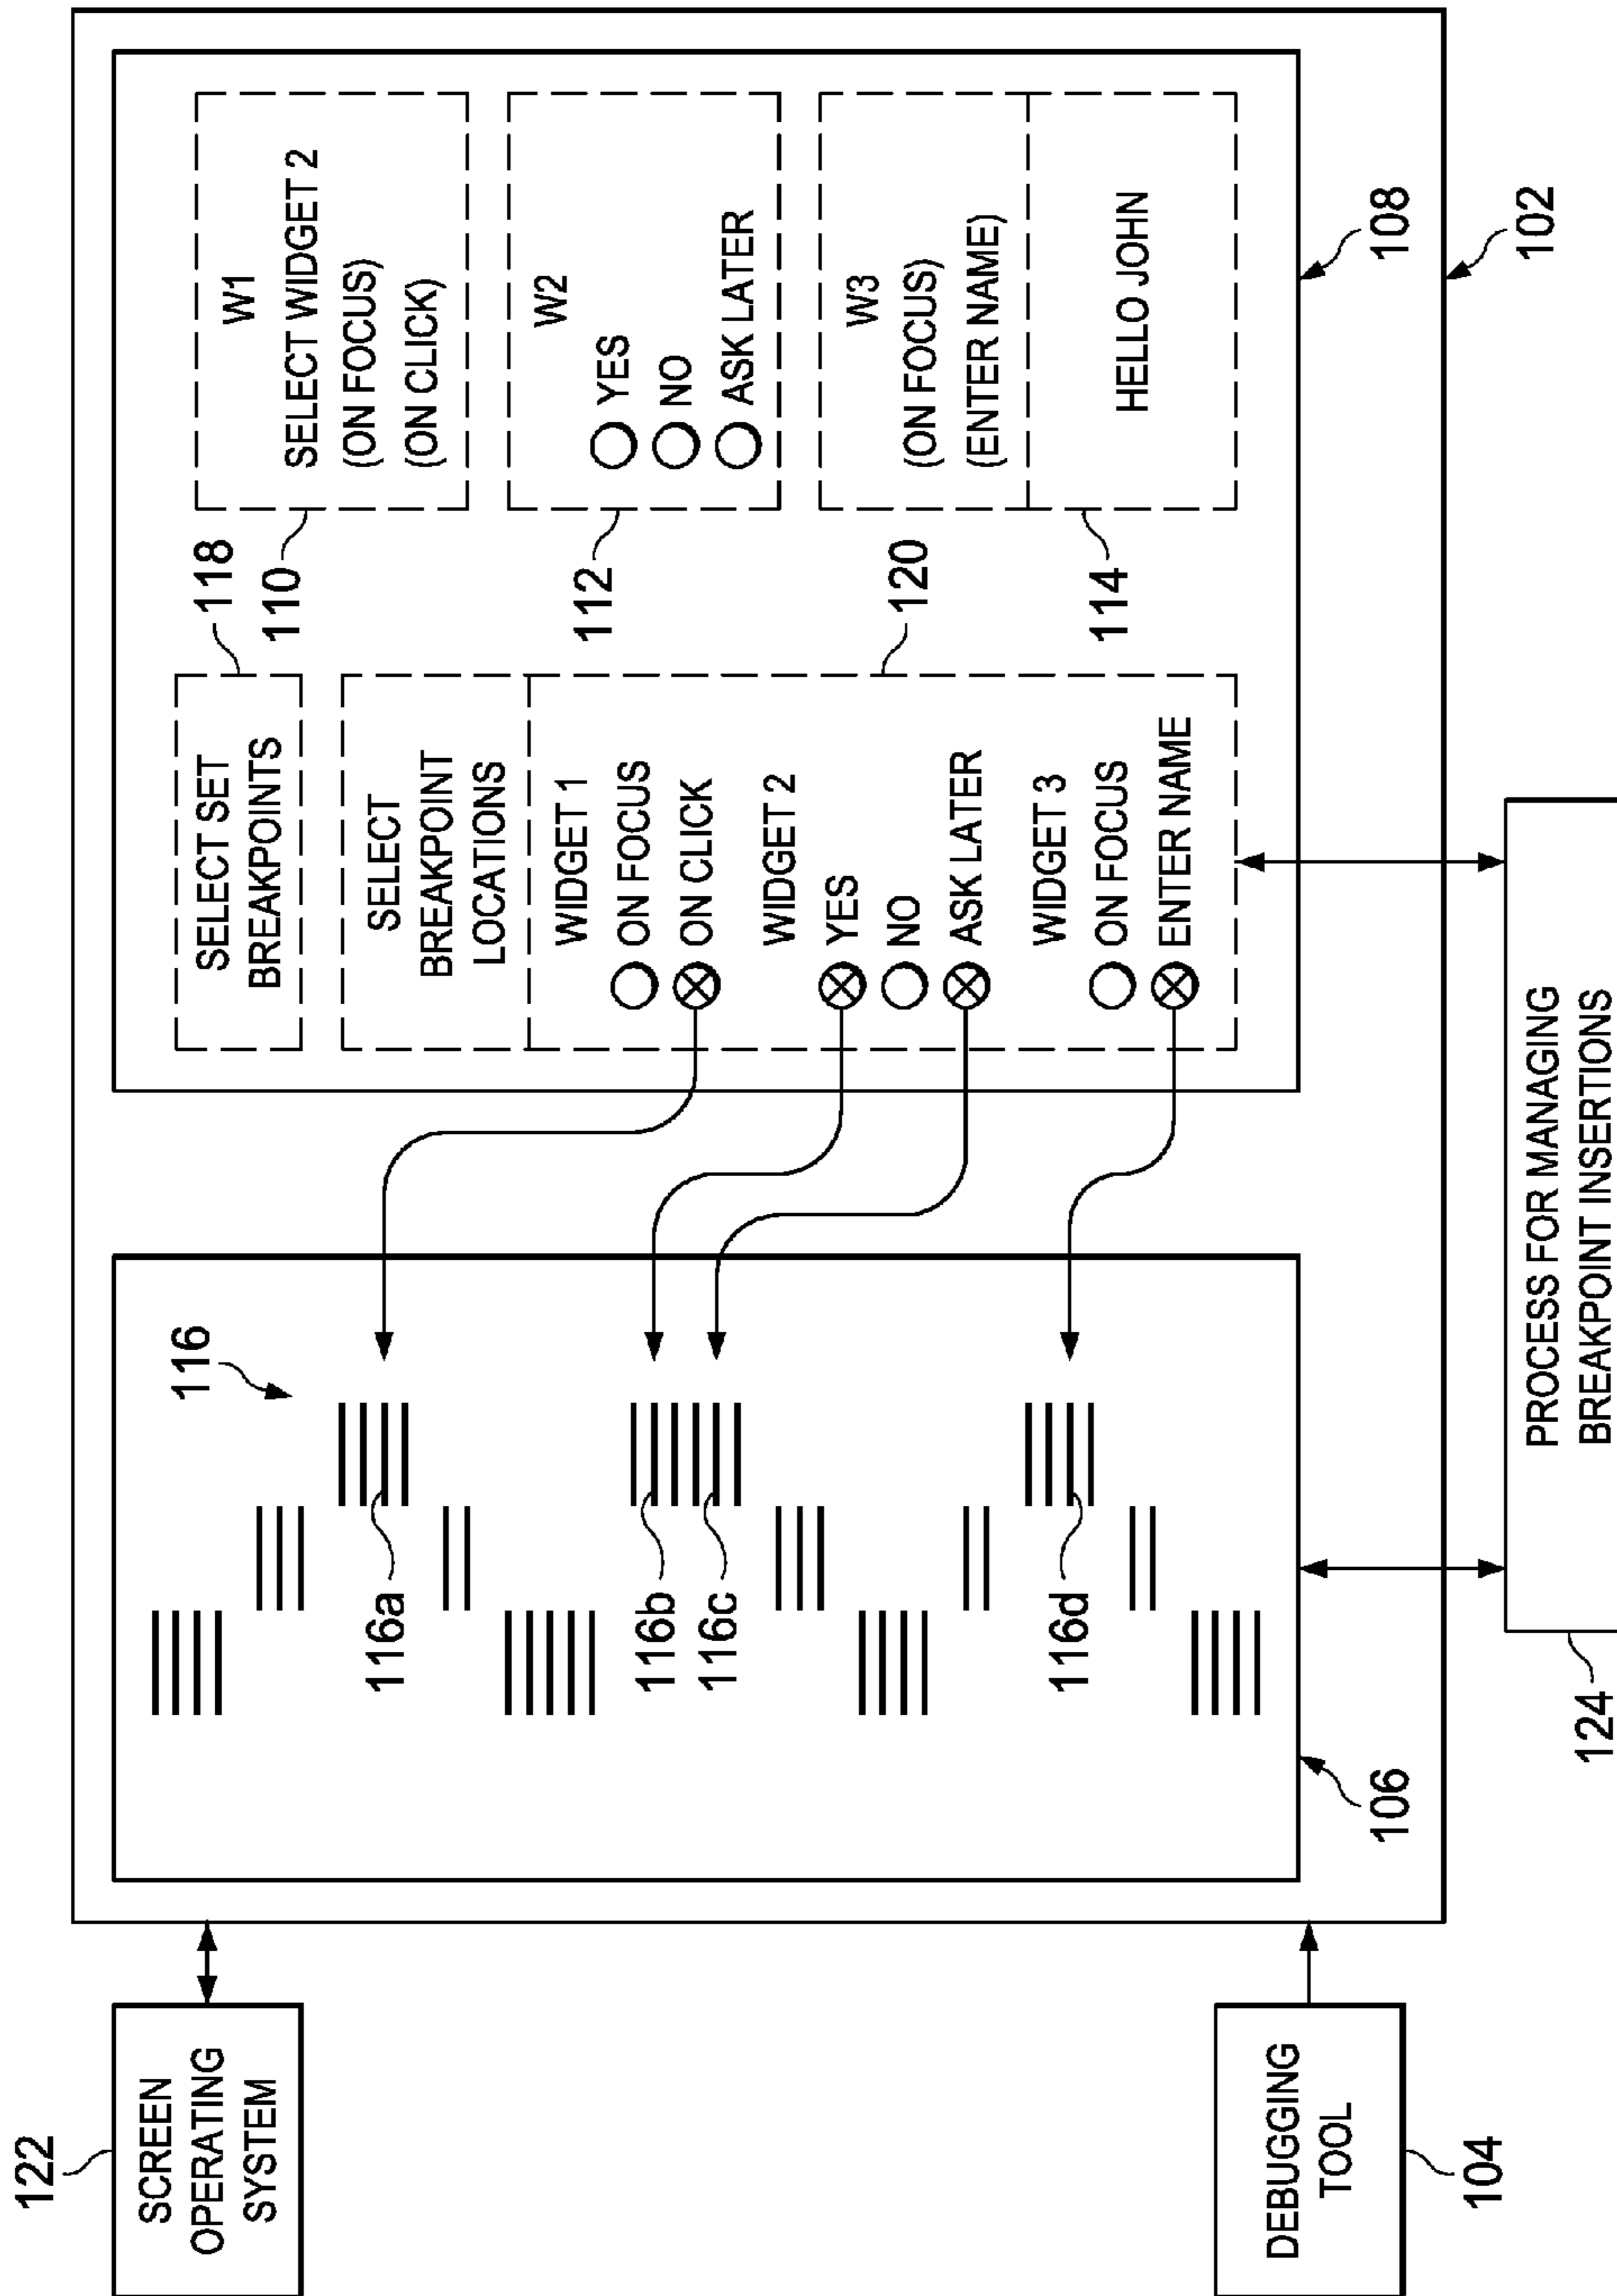 122
SCREEN
OPERATING
SYSTEM
DEBUGGING
TOOL
104
116
116a
116b
116c
116d
106
118
SELECT SET
BREAKPOINTS
SELECT
BREAKPOINT
LOCATIONS
WIDGET 1
ON FOCUS
ON CLICK
WIDGET 2
YES
NO
ASK LATER
WIDGET 3
ON FOCUS
ENTER NAME
120
110
W1
SELECT WIDGET 2
(ON FOCUS)
(ON CLICK)
112
W2
YES
NO
ASK LATER
114
W3
(ON FOCUS)
(ENTER NAME)
HELLO JOHN
108
102
124
PROCESS FOR MANAGING
BREAKPOINT INSERTIONS